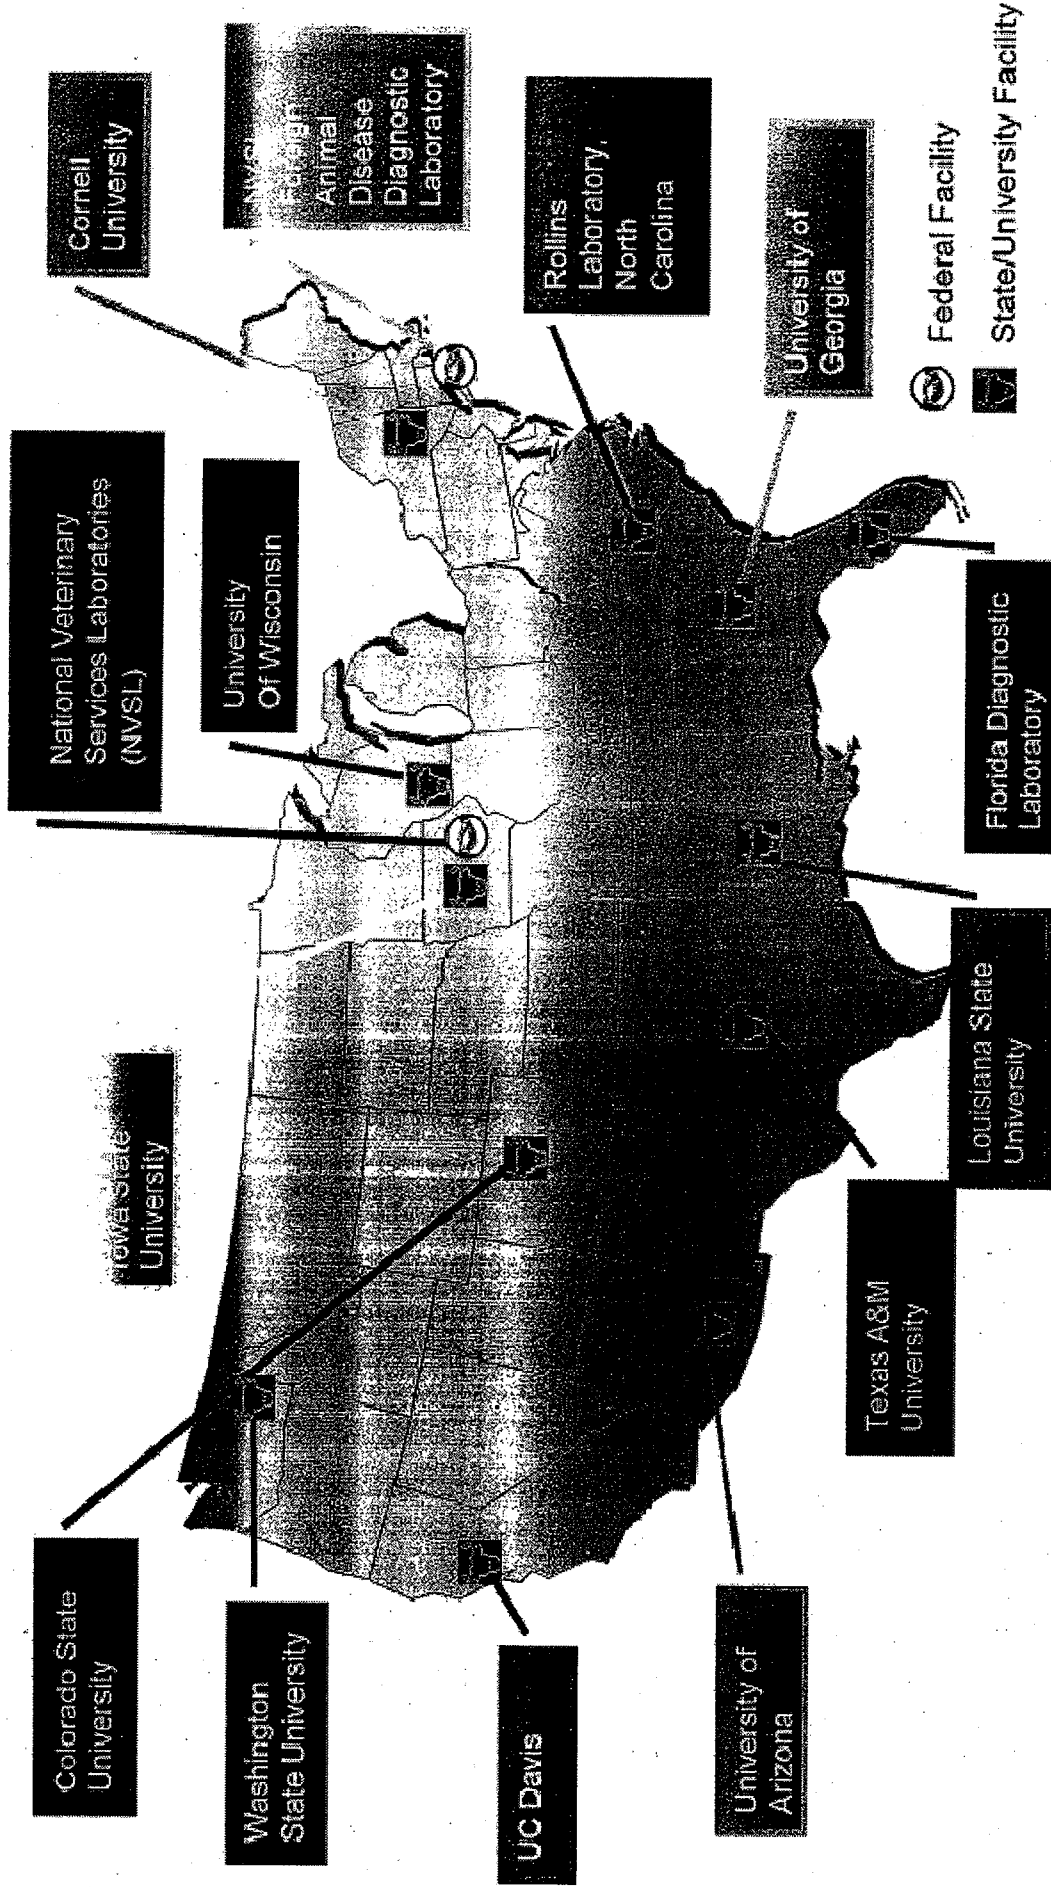 Colorado State
University
Washington
State University
UC Davis
University of
Arizona
Iowa State
University
National Veterinary
Services Laboratories
(NVSL)
University
Of Wisconsin
Cornell
University
Animal
Disease
Diagnostic
Laboratory
Rollins
Laboratory,
North
Carolina
University of
Georgia
Texas A&M
University
Louisiana State
University
Florida Diagnostic
Laboratory
Federal Facility
State/University Facility